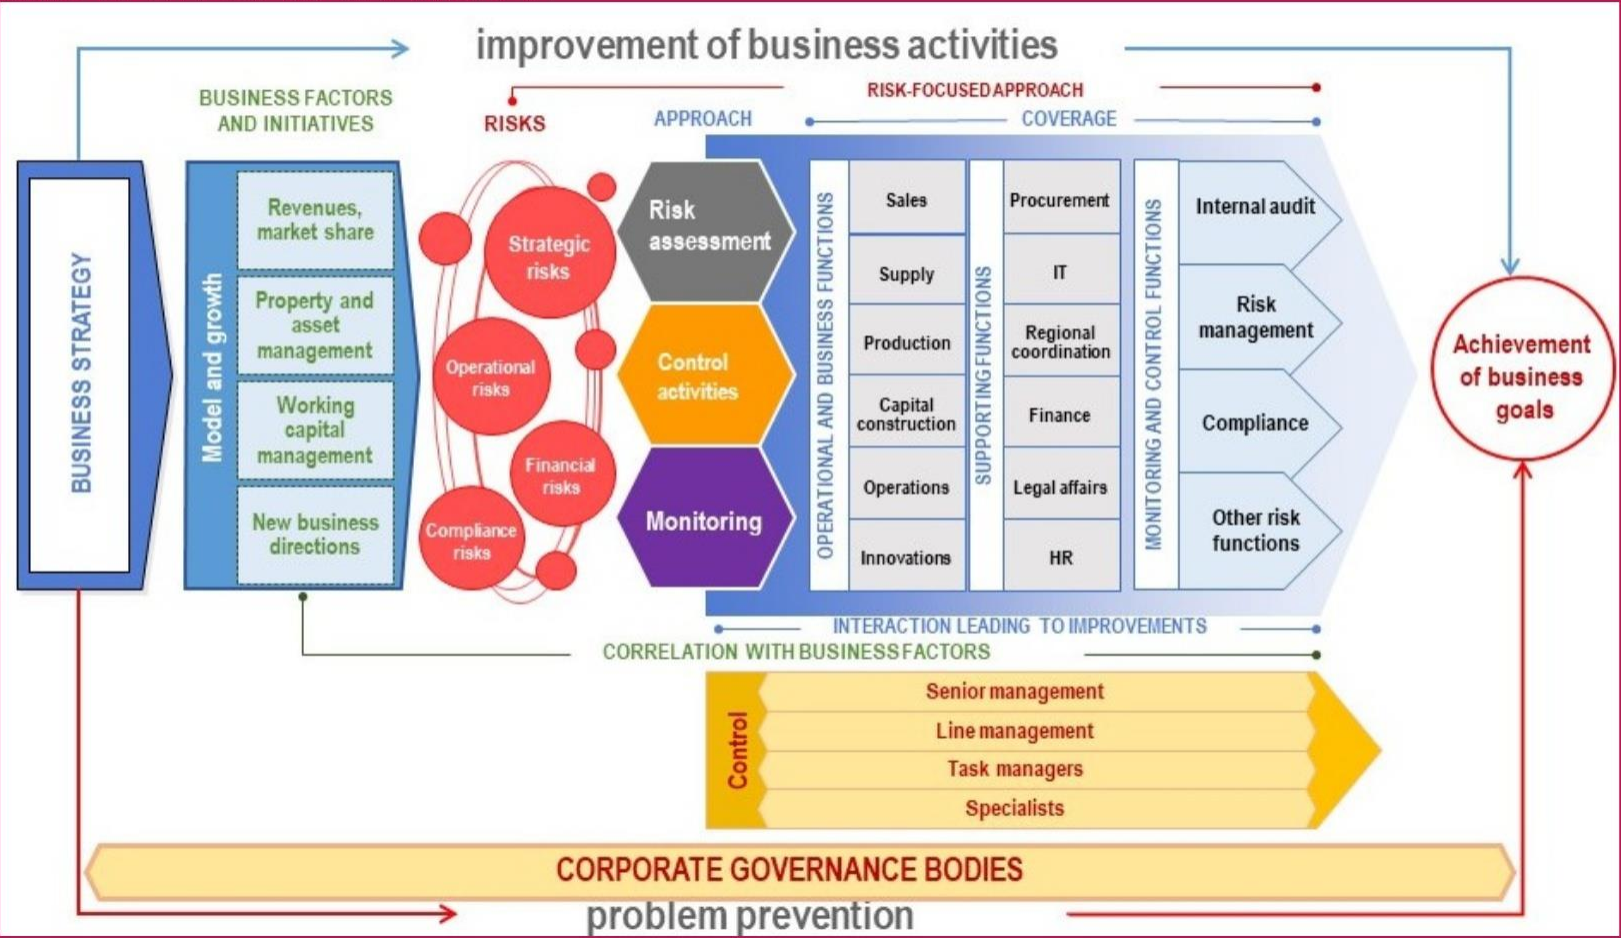 improvement of business activities
RISK-FOCUSED APPROACH
BUSINESS FACTORS
AND INITIATIVES
RISKS
APPROACH
COVERAGE
BUSINESS STRATEGY
Model and growth
Revenues,
market share
Property and
asset
management
Working
capital
management
New business
directions
Strategic
risks
Operational
risks
Financial
risks
Compliance
risks
Risk
assessment
Control
activities
Monitoring
OPERATIONAL AND BUSINESS FUNCTIONS
Sales
Supply
Production
Capital
construction
Operations
Innovations
SUPPORTING FUNCTIONS
Procurement
IT
Regional
coordination
Finance
Legal affairs
HR
MONITORING AND CONTROL FUNCTIONS
Internal audit
Risk
management
Compliance
Other risk
functions
Achievement
of business
goals
INTERACTION LEADING TO IMPROVEMENTS
CORRELATION WITH BUSINESS FACTORS
Control
Senior management
Line management
Task managers
Specialists
CORPORATE GOVERNANCE BODIES
problem prevention